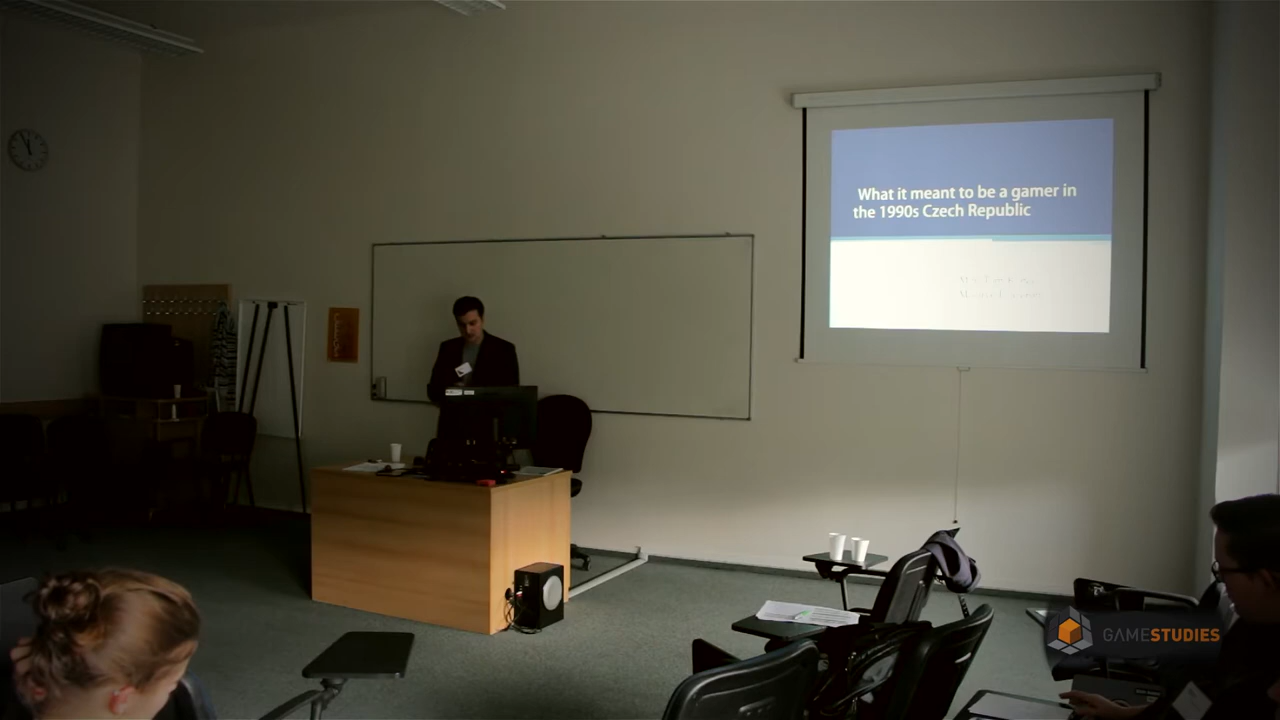 What it meant to be a gamer in
the 1990s Czech Republic
GAMESTUDIES